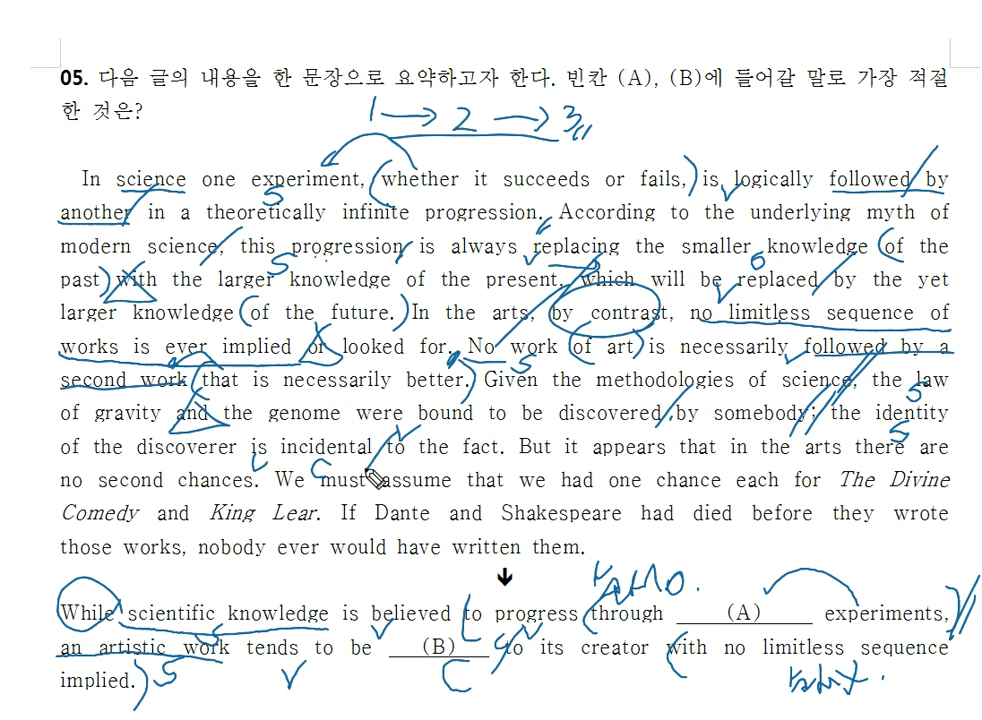 05. 다음 글의 내용을 한 문장으로 요약하고자 한다. 빈칸 (A), (B)에 들어갈 말로 가장 적절
한 것은?
1 → 2 → 3
In science one experiment, whether it succeeds or fails, is logically followed by
another in a theoretically infinite progression. According to the underlying myth of
modern science, this progression is always replacing the smaller knowledge of the
past with the larger knowledge of the present, which will be replaced by the yet
larger knowledge of the future. In the arts, by contrast, no limitless sequence of
works is ever implied or looked for. No work of art is necessarily followed by a
second work that is necessarily better. Given the methodologies of science, the law
of gravity and the genome were bound to be discovered by somebody; the identity
of the discoverer is incidental to the fact. But it appears that in the arts there are
no second chances. We must assume that we had one chance each for The Divine
Comedy and King Lear. If Dante and Shakespeare had died before they wrote
those works, nobody ever would have written them.
↓
While scientific knowledge is believed to progress through (A) experiments,
an artistic work tends to be (B) to its creator with no limitless sequence
implied.